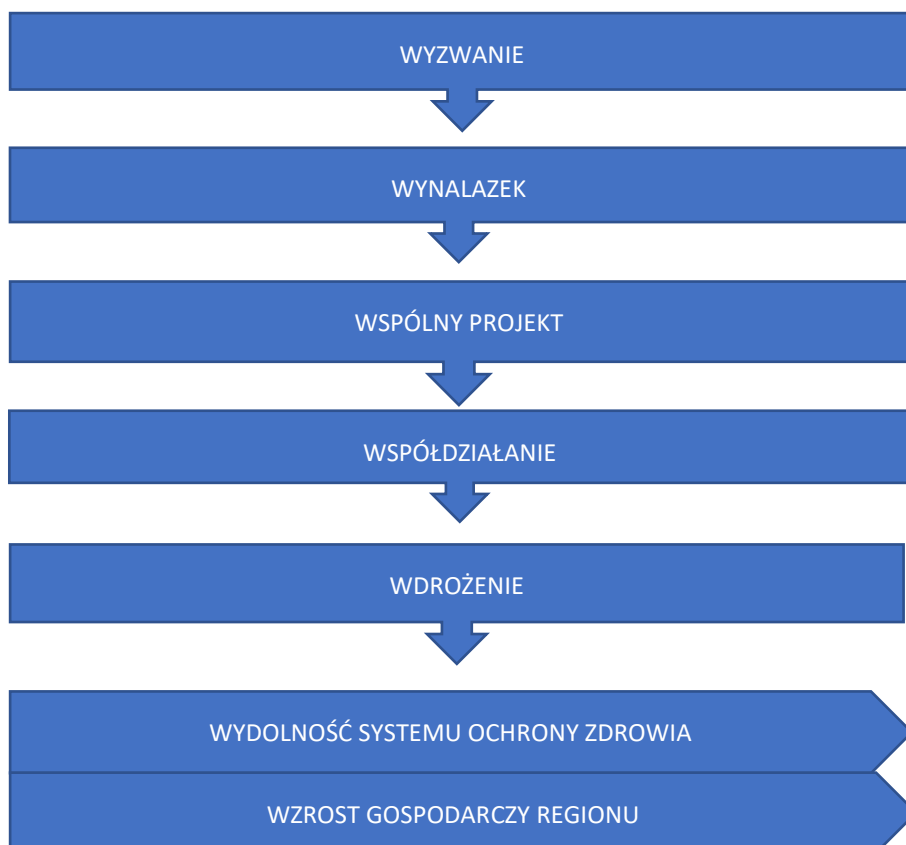 WYZWANIE
WYNALAZEK
WSPÓLNY PROJEKT
WSPÓŁDZIAŁANIE
WDROŻENIE
WYDOLNOŚĆ SYSTEMU OCHRONY ZDROWIA
WZROST GOSPODARCZY REGIONU